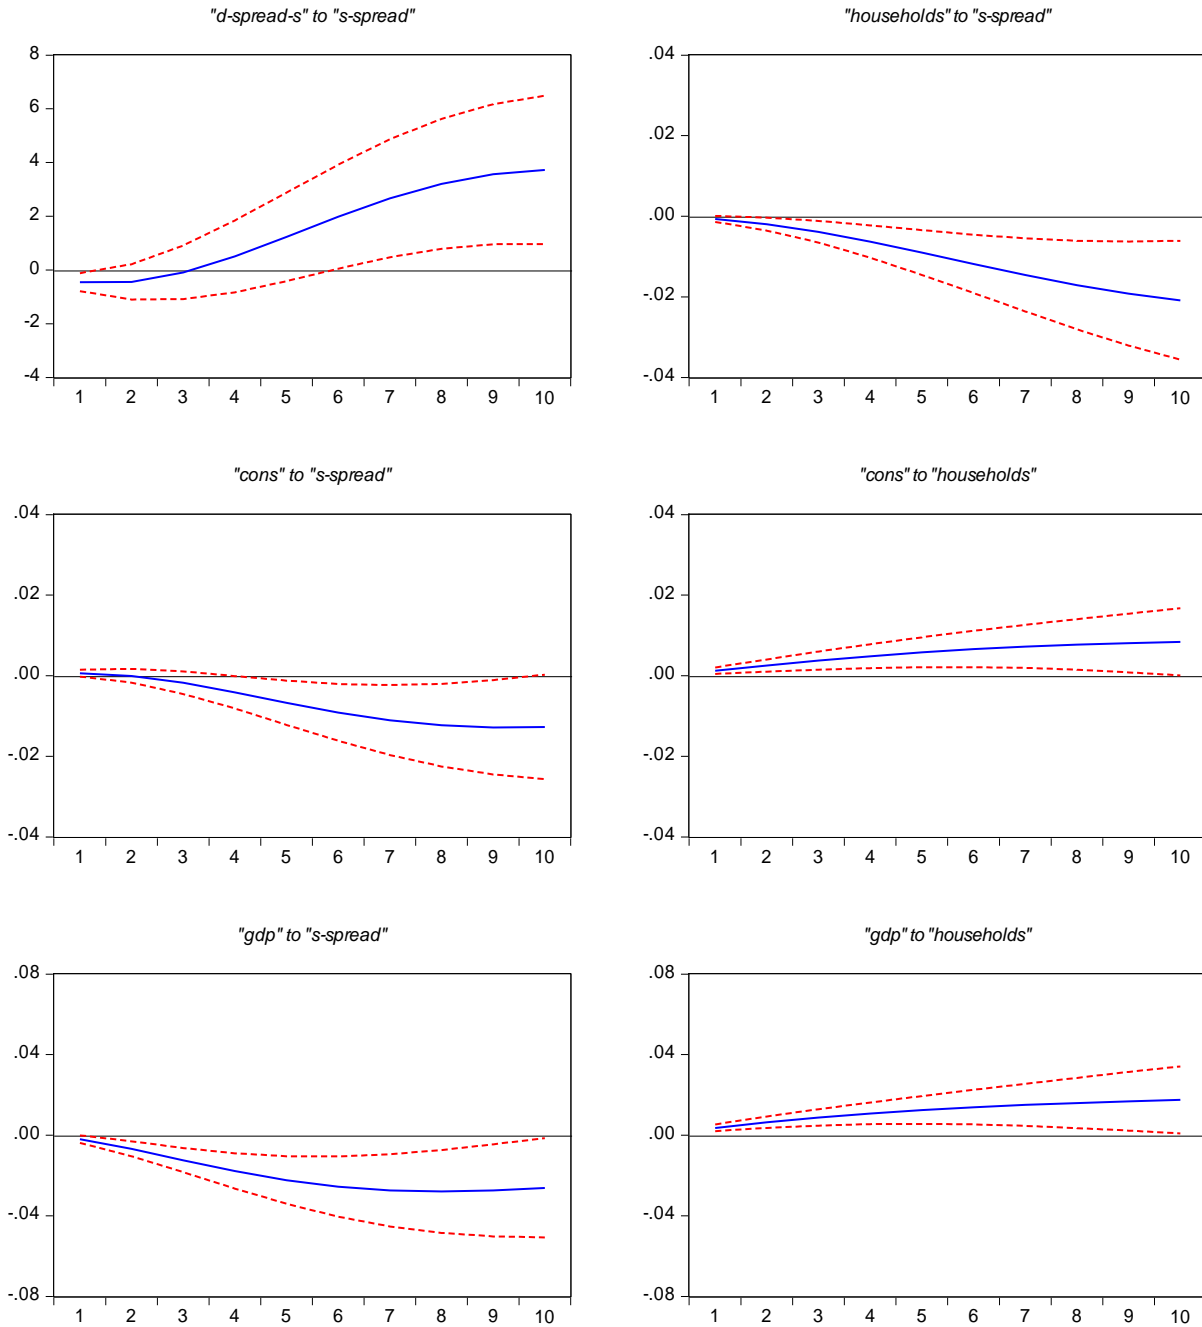 "d-spread-s" to "s-spread"
8
6
4
2
0
-2
-4
1 2 3 4 5 6 7 8 9 10
"households" to "s-spread"
.04
.02
.00
-.02
-.04
1 2 3 4 5 6 7 8 9 10
"cons" to "s-spread"
.04
.02
.00
-.02
-.04
1 2 3 4 5 6 7 8 9 10
"cons" to "households"
.04
.02
.00
-.02
-.04
1 2 3 4 5 6 7 8 9 10
"gdp" to "s-spread"
.08
.04
.00
-.04
-.08
1 2 3 4 5 6 7 8 9 10
"gdp" to "households"
.08
.04
.00
-.04
-.08
1 2 3 4 5 6 7 8 9 10